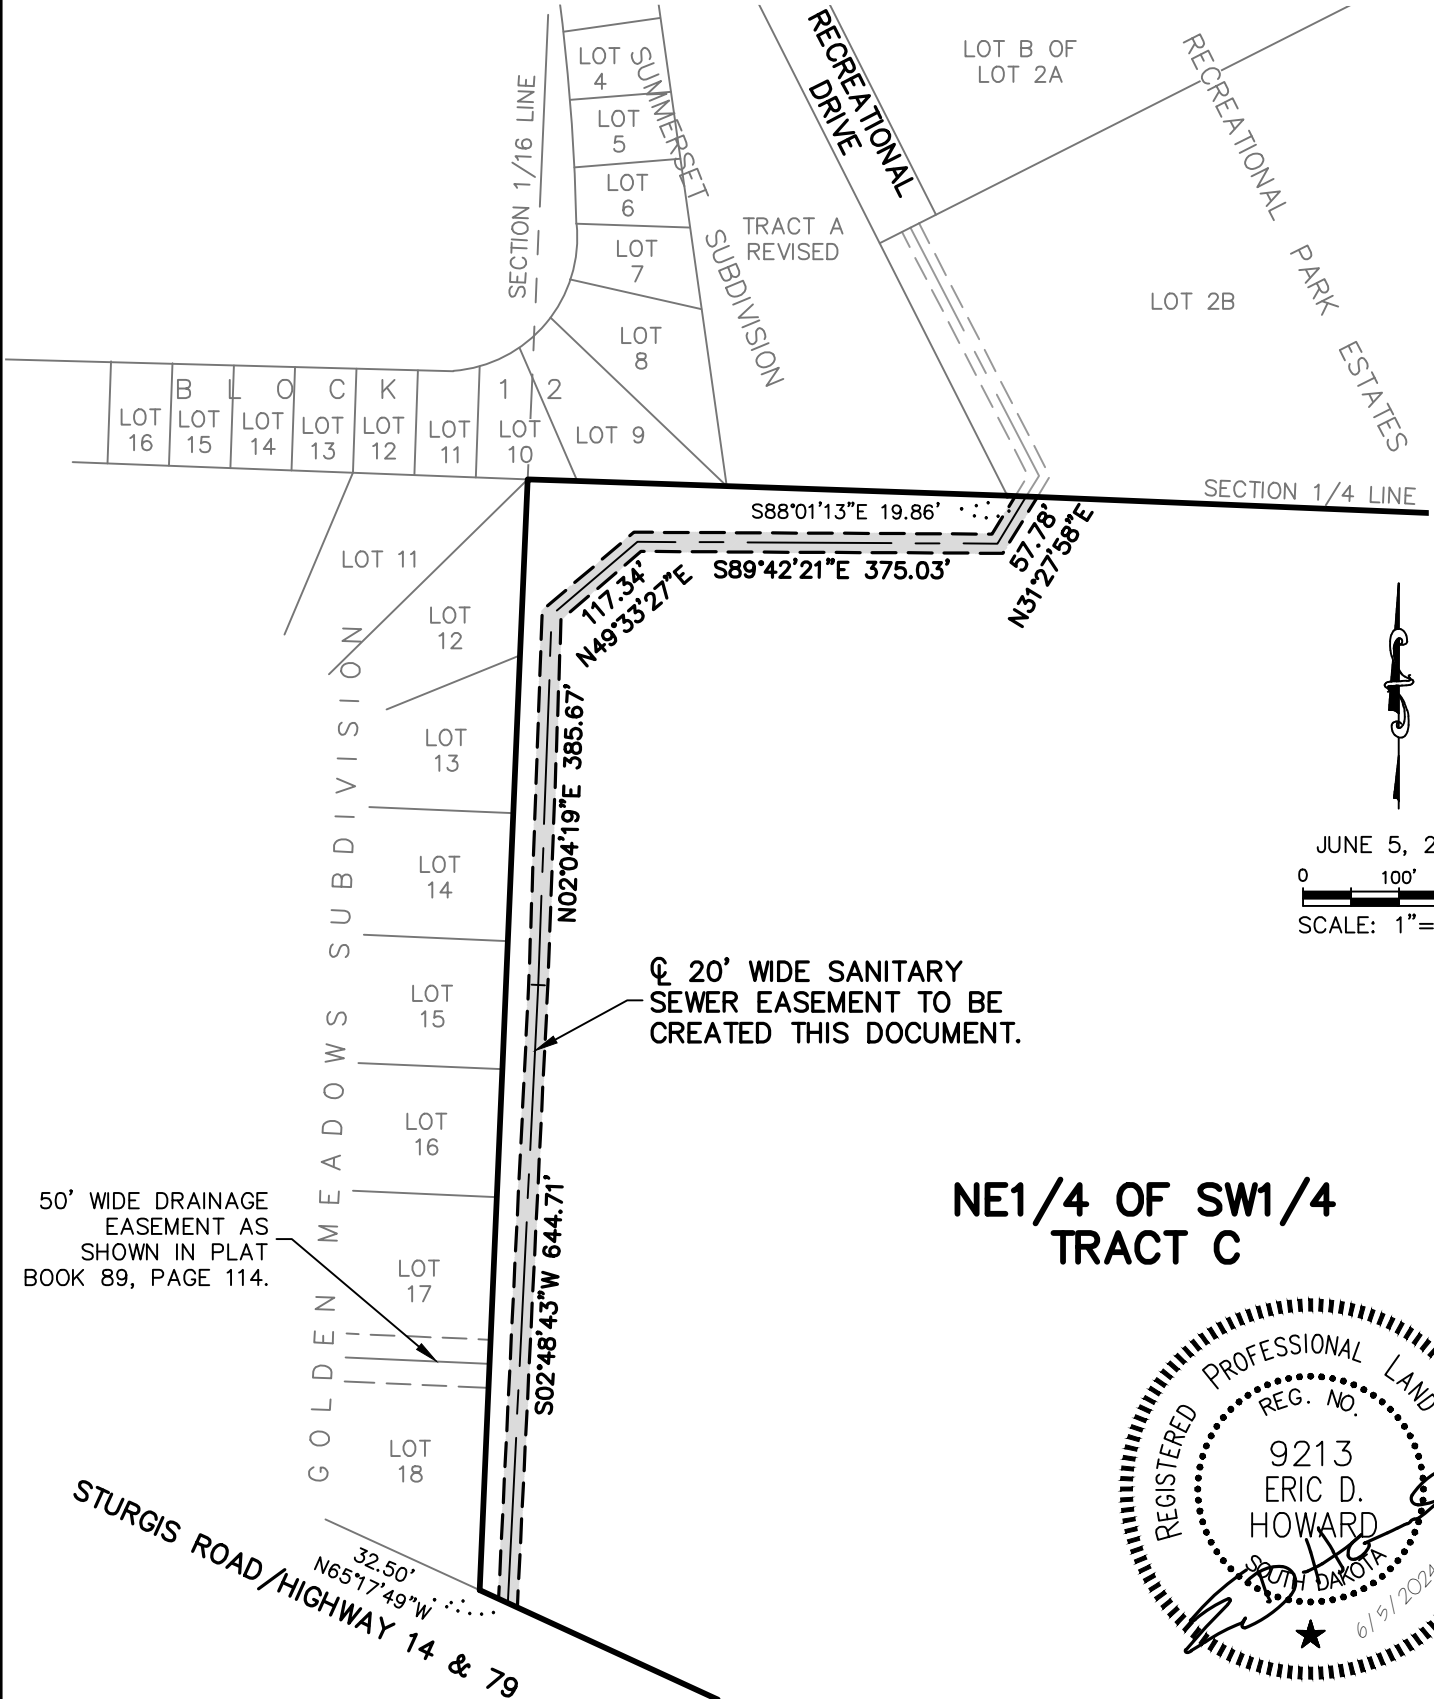 LOT
4
LOT
5
LOT
6
LOT
7
LOT
8
LOT 9
SUMMERSET SUBDIVISION
SECTION 1/16 LINE
RECREATIONAL
DRIVE
LOT B OF
LOT 2A
RECREATIONAL PARK ESTATES
TRACT A
REVISED
LOT 2B
BLOCK 12
LOT
16
LOT
15
LOT
14
LOT
13
LOT
12
LOT
11
LOT
10
SECTION 1/4 LINE
S88°01'13"E 19.86'
57.78'
N31°27'58"E
S89°42'21"E 375.03'
117.34'
N49°33'27"E
LOT 11
LOT
12
LOT
13
LOT
14
LOT
15
LOT
16
LOT
17
LOT
18
GOLDEN MEADOWS SUBDIVISION
N02°04'19"E 385.67'
JUNE 5, 2
0 100'
SCALE: 1"=
℄ 20' WIDE SANITARY
SEWER EASEMENT TO BE
CREATED THIS DOCUMENT.
S02°48'43"W 644.71'
50' WIDE DRAINAGE
EASEMENT AS
SHOWN IN PLAT
BOOK 89, PAGE 114.
NE1/4 OF SW1/4
TRACT C
32.50'
N65°17'49"W
STURGIS ROAD/HIGHWAY 14 & 79
REGISTERED PROFESSIONAL LAND
REG. NO.
9213
ERIC D.
HOWARD
SOUTH DAKOTA
6/5/2024